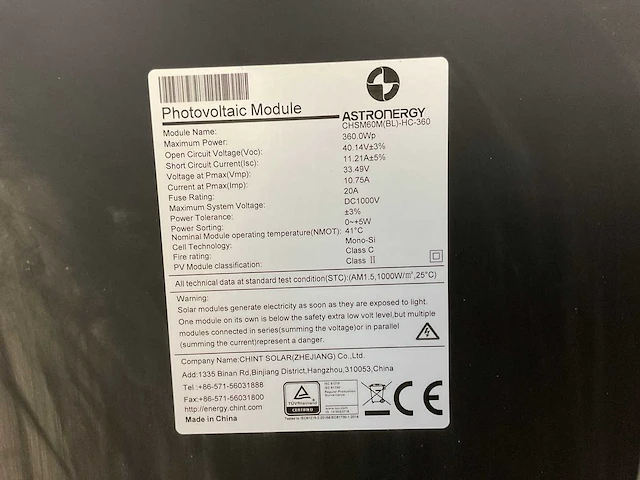 Photovoltaic Module
ASTRONERGY
Module Name: CHSM60M(BL)-HC-360
Maximum Power: 360.0Wp
Open Circuit Voltage(Voc): 40.14V±3%
Short Circuit Current(Isc): 11.21A±5%
Voltage at Pmax(Vmp): 33.49V
Current at Pmax(Imp): 10.75A
Fuse Rating: 20A
Maximum System Voltage: DC1000V
Power Tolerance: ±3%
Power Sorting: 0~+5W
Nominal Module operating temperature(NMOT): 41°C
Cell Technology: Mono-Si
Fire rating: Class C
PV Module classification: Class II
All technical data at standard test condition(STC):(AM1.5,1000W/㎡,25°C)
Warning:
Solar modules generate electricity as soon as they are exposed to light.
One module on its own is below the safety extra low volt level,but multiple
modules connected in series(summing the voltage)or in parallel
(summing the current)represent a danger.
Company Name:CHINT SOLAR(ZHEJIANG) Co.,Ltd.
Add:1335 Binan Rd,Binjiang District,Hangzhou,310053,China
Tel:+86-571-56031888
Fax:+86-571-56031800
http://energy.chint.com
Made in China
TÜVRheinland
CERTIFIED
CE